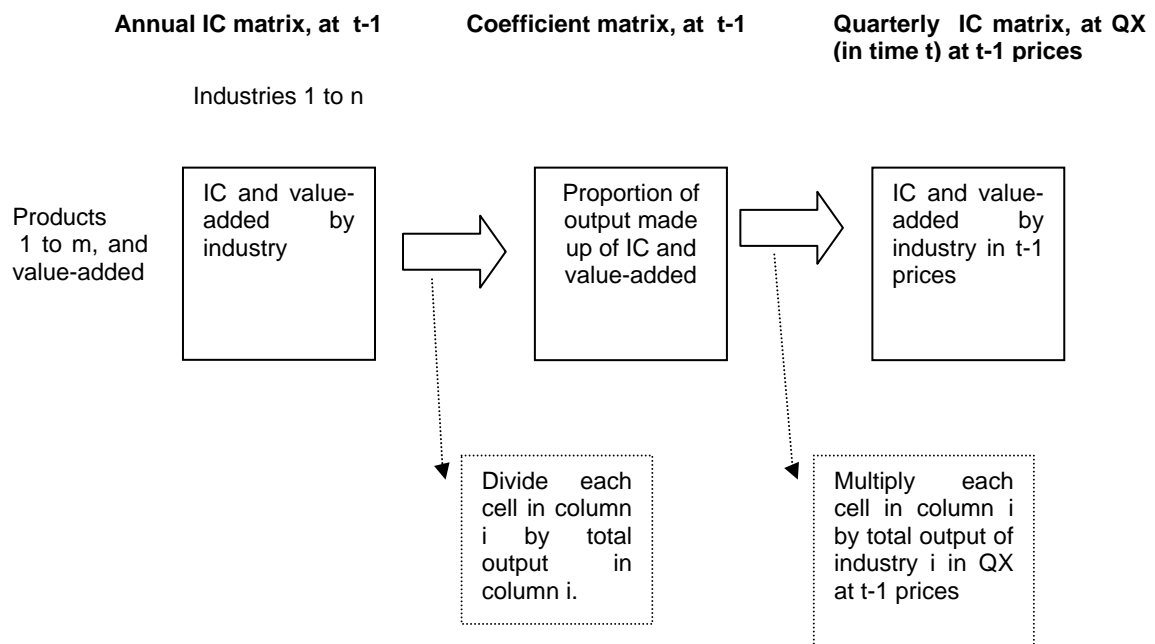 Annual IC matrix, at t-1
Coefficient matrix, at t-1
Quarterly IC matrix, at QX
(in time t) at t-1 prices
Industries 1 to n
Products
1 to m, and
value-added
IC and value-
added by
industry
Proportion of
output made
up of IC and
value-added
IC and value-
added by
industry in t-1
prices
Divide each
cell in column
i by total
output in
column i.
Multiply each
cell in column i
by total output of
industry i in QX
at t-1 prices